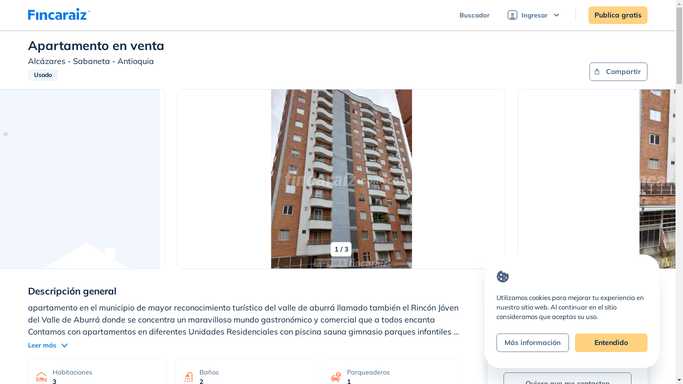 Fincaraiz
Buscador
Ingresar
Publica gratis
Apartamento en venta
Alcázares - Sabaneta - Antioquia
Usado
Compartir
fincaraiz
1 / 3
Descripción general
apartamento en el municipio de mayor reconocimiento turístico del valle de aburrá llamado también el Rincón Jóven
del Valle de Aburrá donde se concentra un maravilloso mundo gastronómico y comercial que a todos encanta
Contamos con apartamentos en diferentes Unidades Residenciales con piscina sauna gimnasio parques infantiles ...
Leer más
Habitaciones
3
Baños
2
Parqueaderos
1
Utilizamos cookies para mejorar tu experiencia en
nuestro sitio web. Al continuar en el sitio
consideramos que aceptas su uso.
Más información
Entendido
Quiero que me contacten